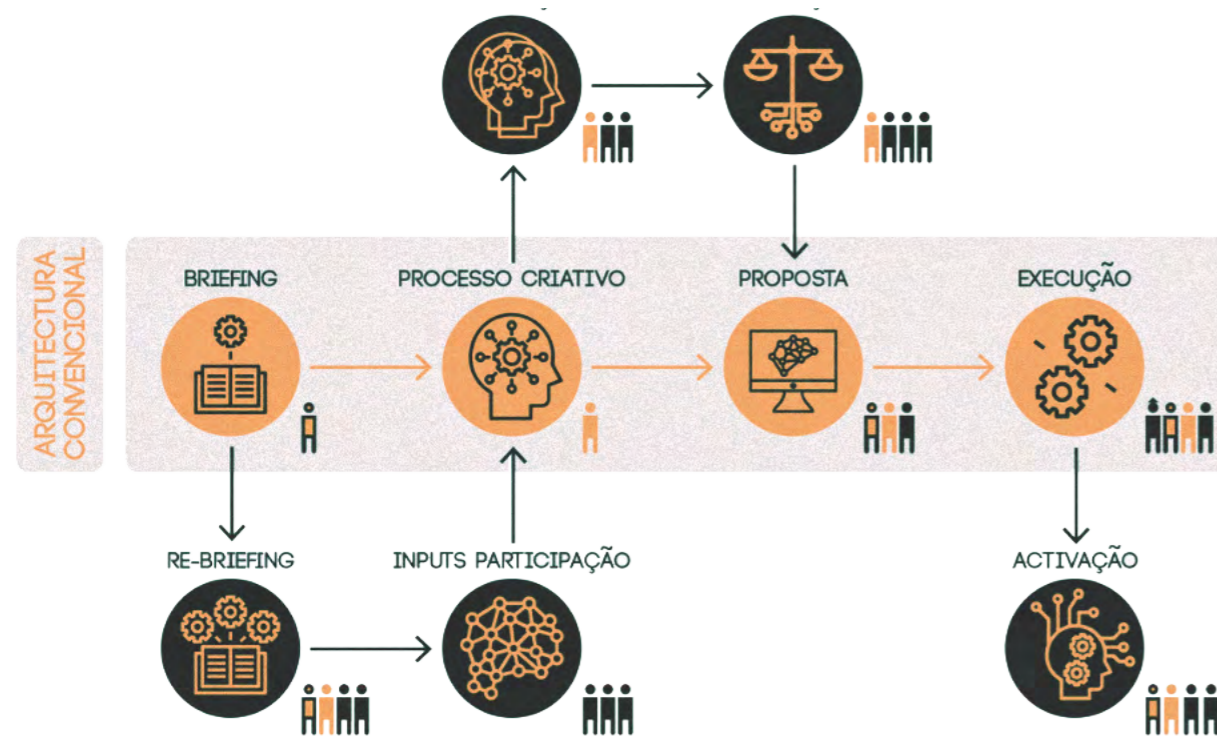 ARQUITECTURA
CONVENCIONAL
BRIEFING
PROCESSO CRIATIVO
PROPOSTA
EXECUÇÃO
RE-BRIEFING
INPUTS PARTICIPAÇÃO
ACTIVAÇÃO